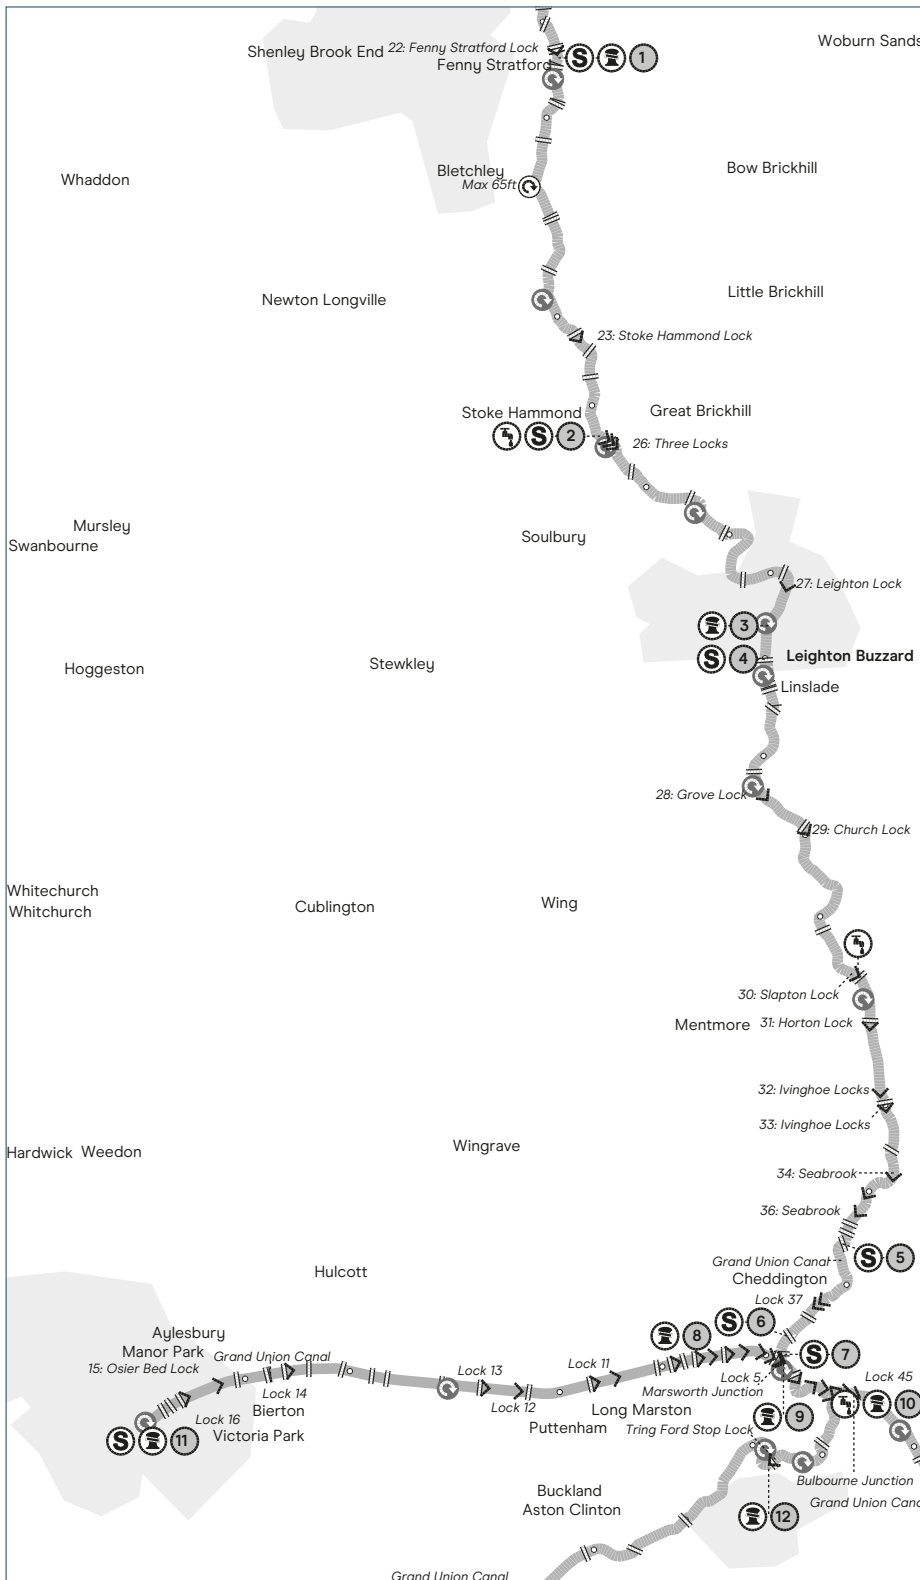 Woburn Sands
22: Fenny Stratford Lock
Shenley Brook End
Fenny Stratford
S
1
Bow Brickhill
Bletchley
Whaddon
Max 65ft
Little Brickhill
Newton Longville
23: Stoke Hammond Lock
Stoke Hammond
Great Brickhill
S
2
26: Three Locks
Mursley
Soulbury
Swanbourne
27: Leighton Lock
3
Leighton Buzzard
S
4
Stewkley
Hoggeston
Linslade
28: Grove Lock
29: Church Lock
Whitechurch
Wing
Cublington
Whitchurch
30: Slapton Lock
Mentmore
31: Horton Lock
32: Ivinghoe Locks
33: Ivinghoe Locks
Wingrave
Hardwick
Weedon
34: Seabrook
36: Seabrook
S
5
Grand Union Canal
Hulcott
Cheddington
Lock 37
S
6
Aylesbury
8
Manor Park
Grand Union Canal
S
7
15: Osier Bed Lock
Lock 13
Lock 11
Lock 5
Lock 45
Marsworth Junction
Lock 14
Lock 12
Bierton
Long Marston
10
Lock 16
9
Puttenham
Tring Ford Stop Lock
Victoria Park
S
11
Bulbourne Junction
Buckland
Grand Union Cana
Aston Clinton
12
Grand Union Canal